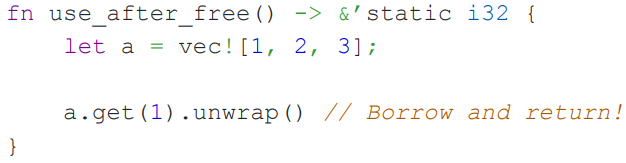 fn use_after_free() -> &'static i32 {
    let a = vec![1, 2, 3];

    a.get(1).unwrap() // Borrow and return!
}